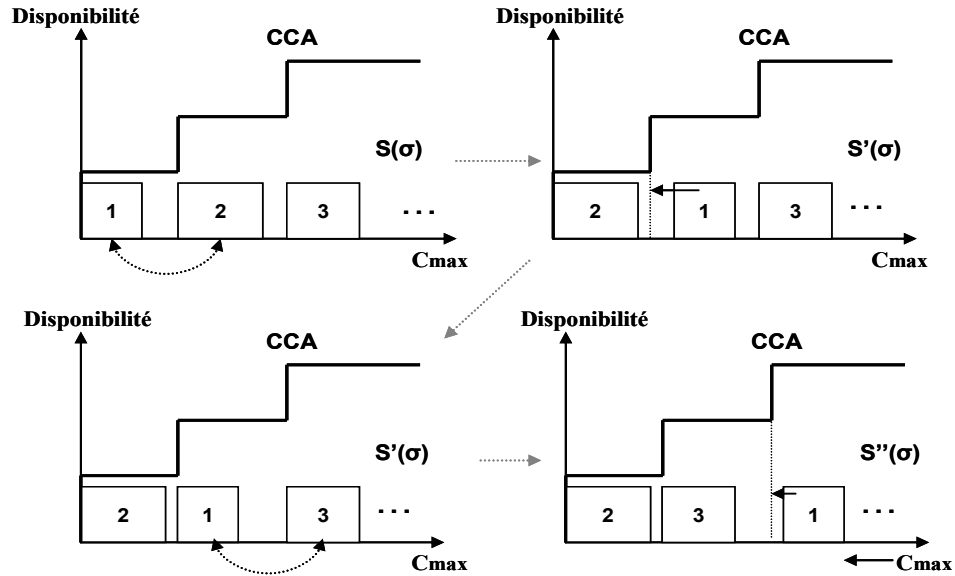 Disponibilité
CCA
S(σ)
1 2 3 ...
Cmax
Disponibilité
CCA
S’(σ)
2 1 3 ...
Cmax
Disponibilité
CCA
S’(σ)
2 1 3 ...
Cmax
Disponibilité
CCA
S’’(σ)
2 3 1 ...
Cmax